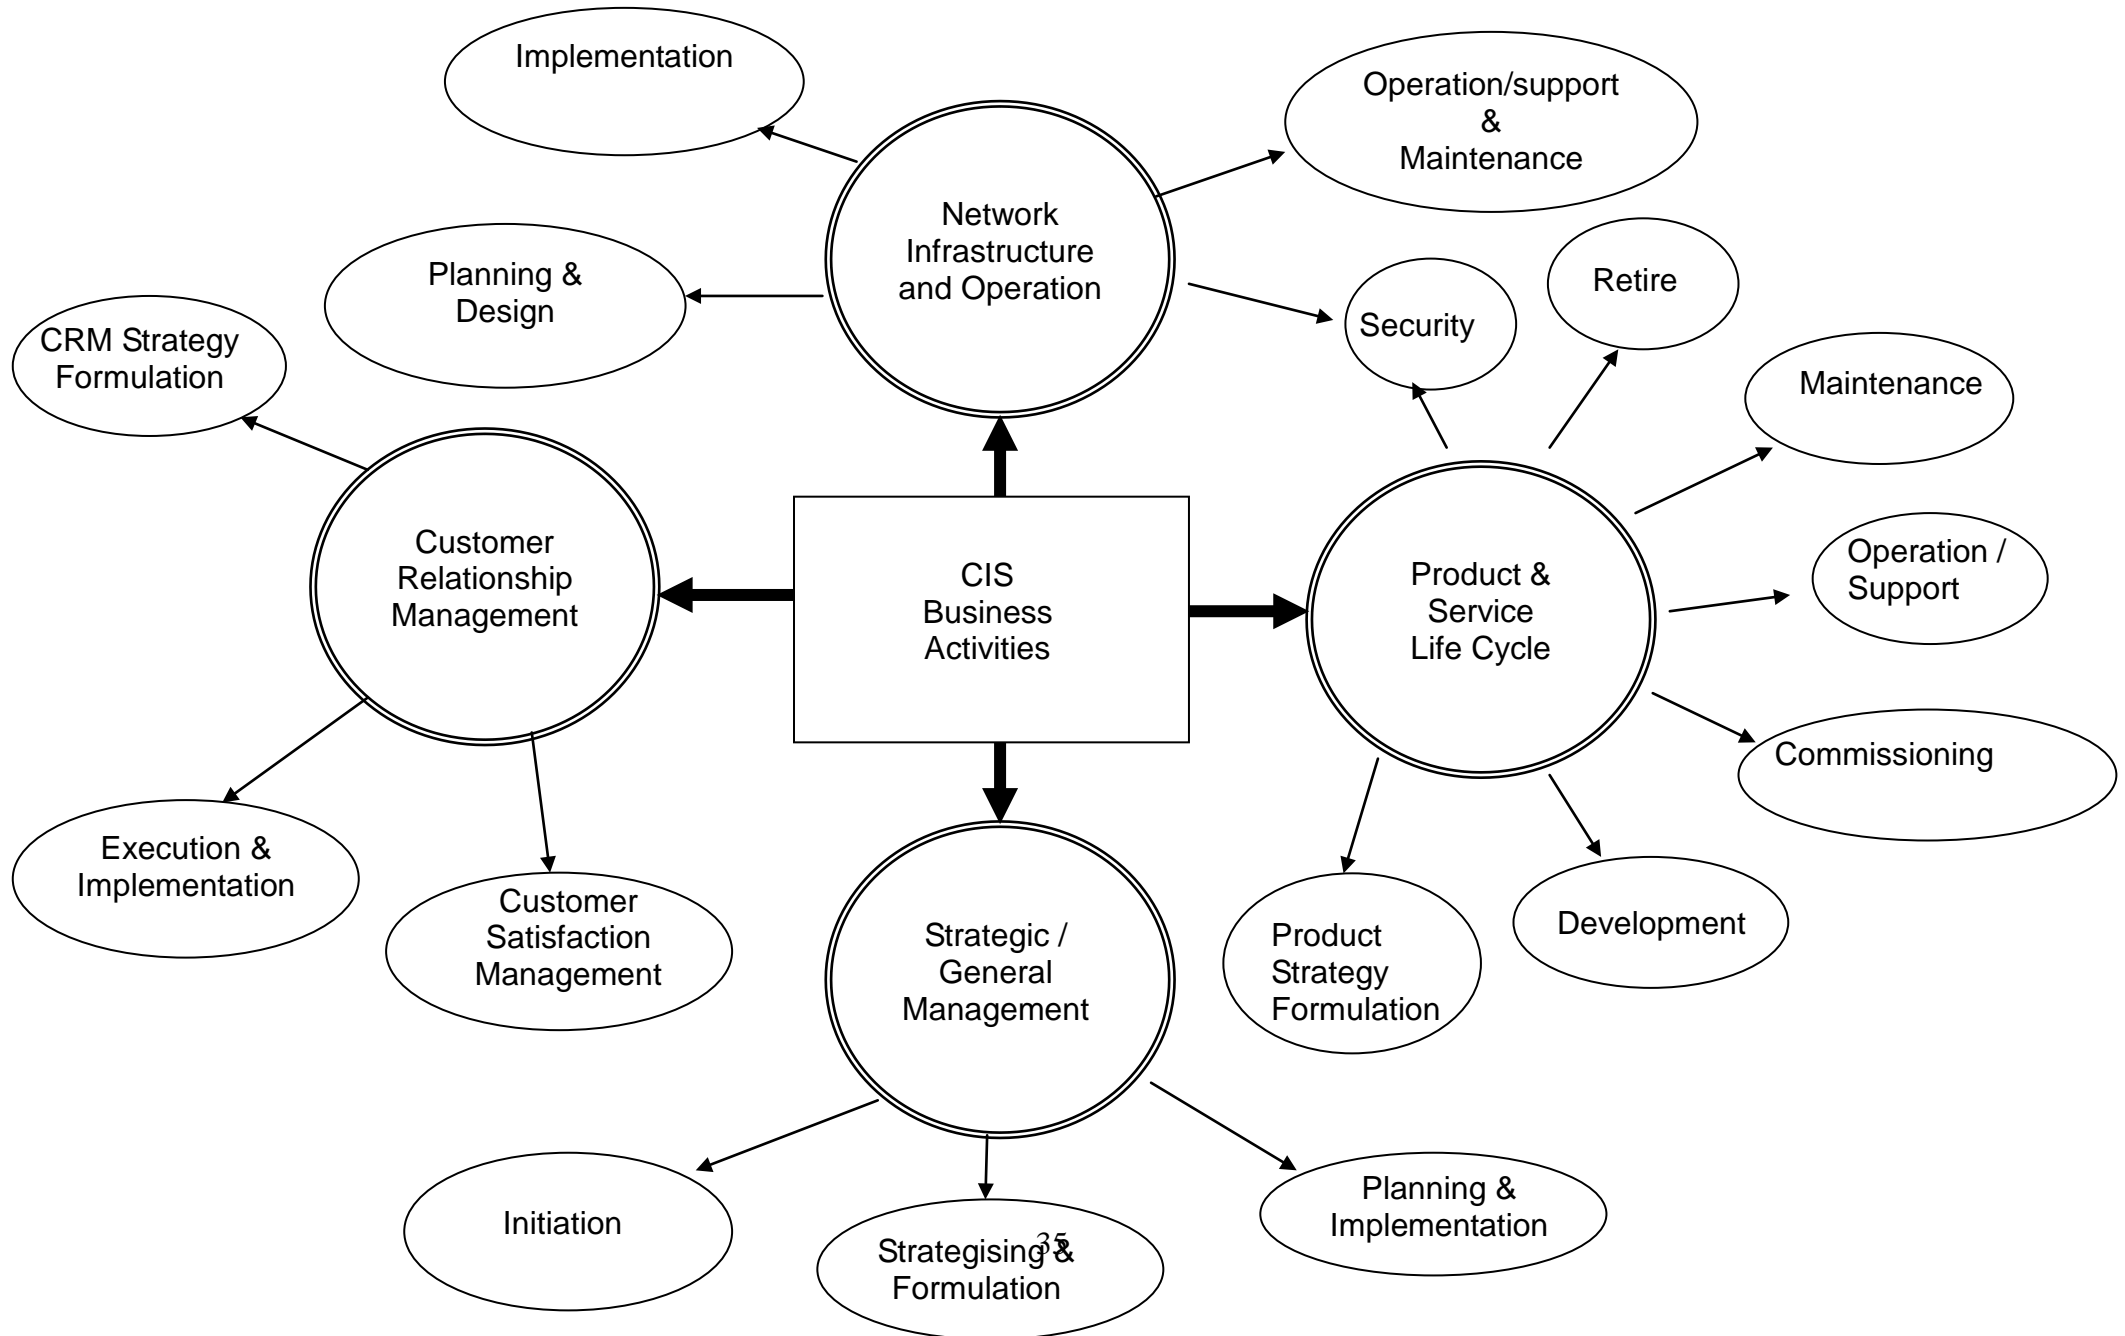 Implementation
Operation/support
&
Maintenance
Network
Infrastructure
and Operation
Planning &
Design
Security
Retire
CRM Strategy
Formulation
Maintenance
Customer
Relationship
Management
CIS
Business
Activities
Product &
Service
Life Cycle
Operation /
Support
Commissioning
Execution &
Implementation
Customer
Satisfaction
Management
Strategic /
General
Management
Product
Strategy
Formulation
Development
Initiation
Strategising &
Formulation
35
Planning &
Implementation